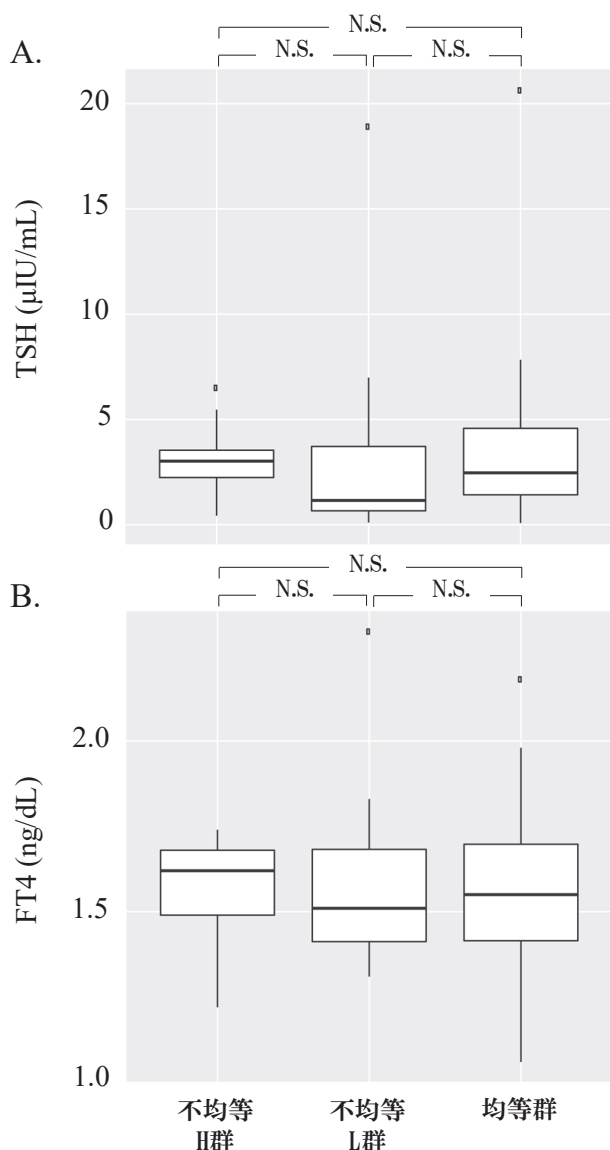 N.S.
A.
N.S.
N.S.
20
15
10
5
0
TSH (μIU/mL)
N.S.
B.
N.S.
N.S.
2.0
1.5
1.0
FT4 (ng/dL)
不均等
H群
不均等
L群
均等群